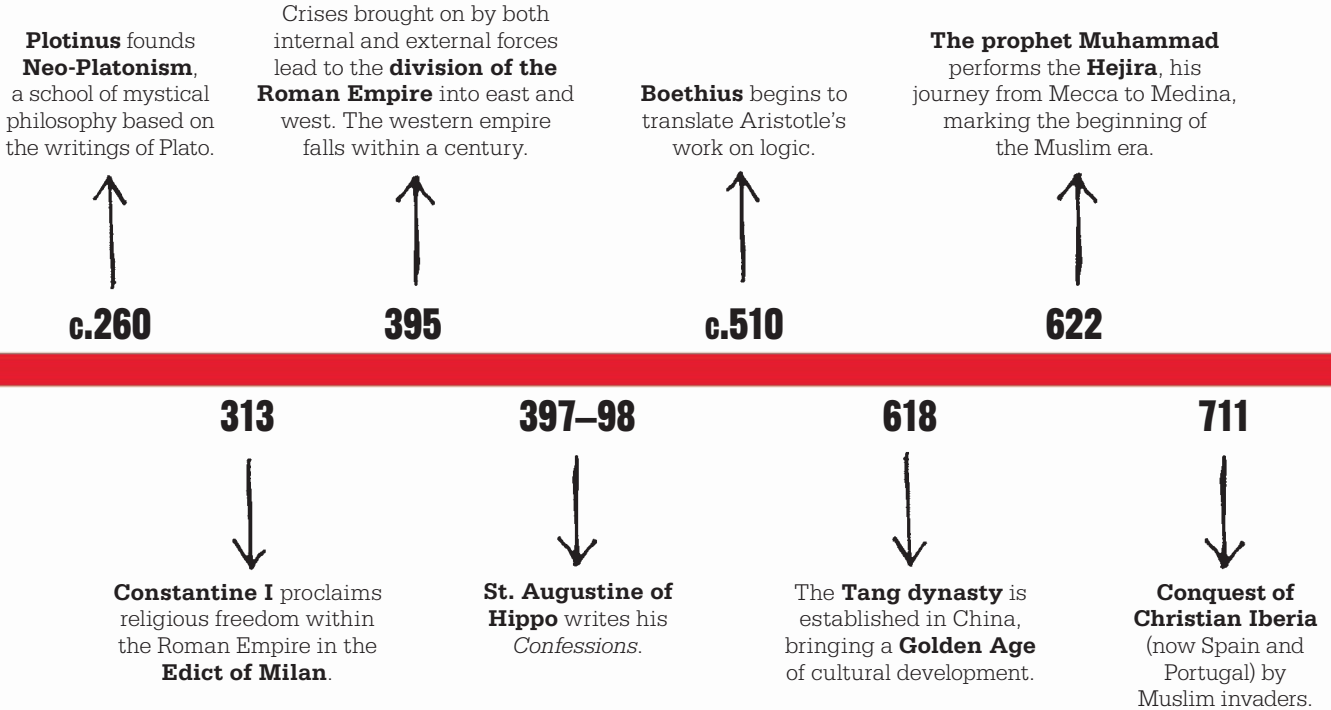 Plotinus founds
Neo-Platonism,
a school of mystical
philosophy based on
the writings of Plato.
Crises brought on by both
internal and external forces
lead to the division of the
Roman Empire into east and
west. The western empire
falls within a century.
Boethius begins to
translate Aristotle's
work on logic.
The prophet Muhammad
performs the Hejira, his
journey from Mecca to Medina,
marking the beginning of
the Muslim era.
c.260
395
c.510
622
313
397–98
618
711
Constantine I proclaims
religious freedom within
the Roman Empire in the
Edict of Milan.
St. Augustine of
Hippo writes his
Confessions.
The Tang dynasty is
established in China,
bringing a Golden Age
of cultural development.
Conquest of
Christian Iberia
(now Spain and
Portugal) by
Muslim invaders.